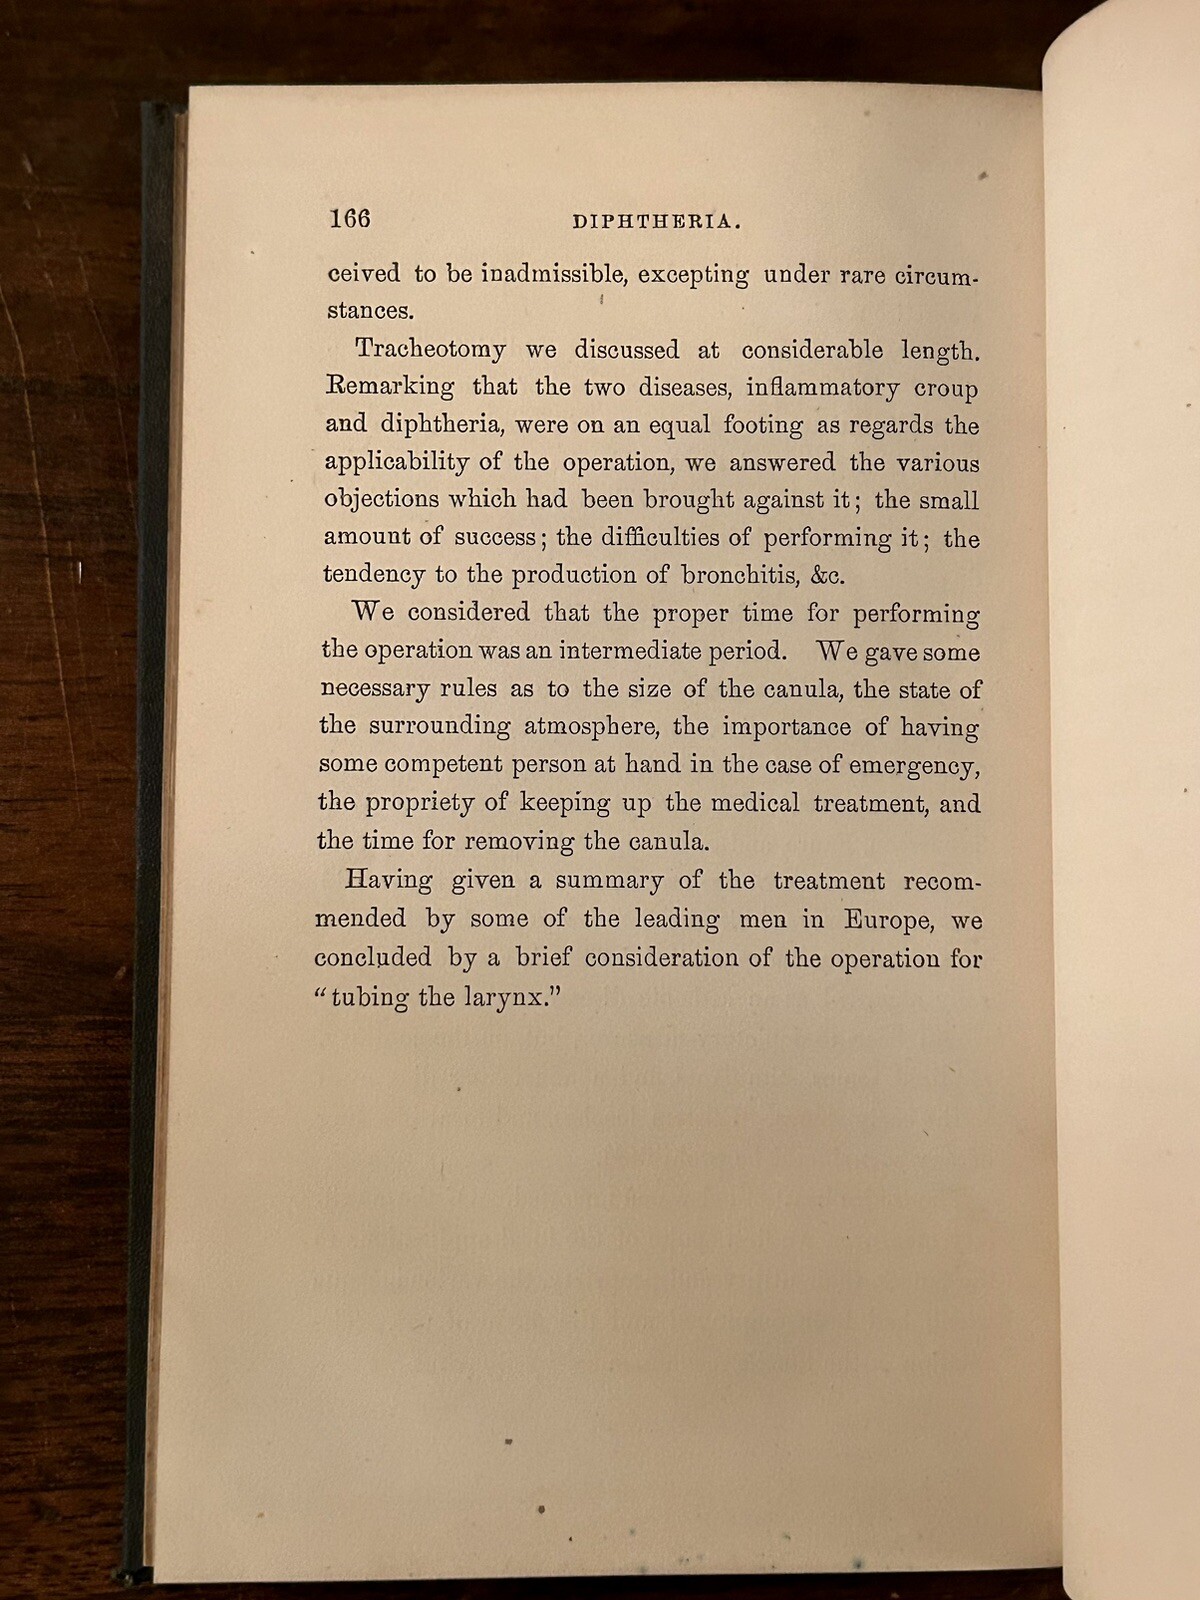 166 DIPHTHERIA.
ceived to be inadmissible, excepting under rare circum-
stances.
Tracheotomy we discussed at considerable length.
Remarking that the two diseases, inflammatory croup
and diphtheria, were on an equal footing as regards the
applicability of the operation, we answered the various
objections which had been brought against it; the small
amount of success; the difficulties of performing it; the
tendency to the production of bronchitis, &c.
We considered that the proper time for performing
the operation was an intermediate period. We gave some
necessary rules as to the size of the canula, the state of
the surrounding atmosphere, the importance of having
some competent person at hand in the case of emergency,
the propriety of keeping up the medical treatment, and
the time for removing the canula.
Having given a summary of the treatment recom-
mended by some of the leading men in Europe, we
concluded by a brief consideration of the operation for
“tubing the larynx.”